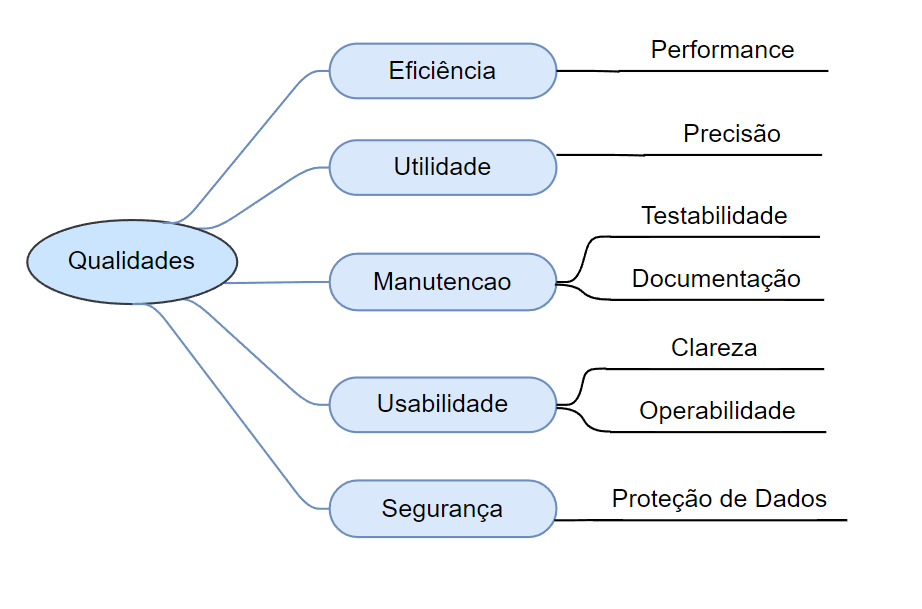 Qualidades
Eficiência
Performance
Utilidade
Precisão
Manutencao
Testabilidade
Documentação
Usabilidade
Clareza
Operabilidade
Segurança
Proteção de Dados